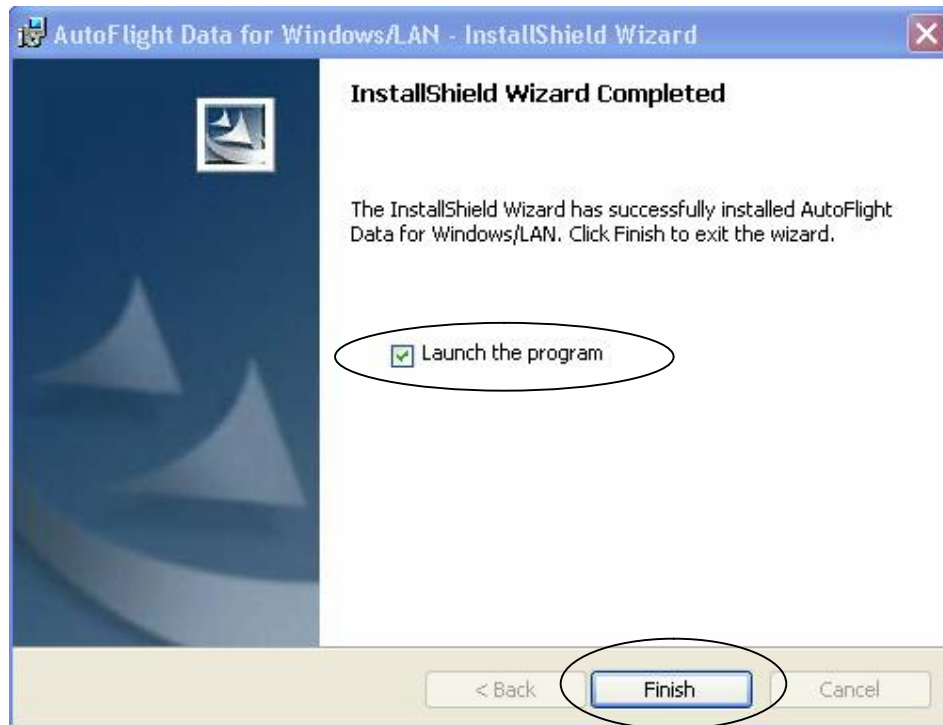 AutoFlight Data for Windows/LAN - InstallShield Wizard
InstallShield Wizard Completed
The InstallShield Wizard has successfully installed AutoFlight
Data for Windows/LAN. Click Finish to exit the wizard.
Launch the program
< Back Finish Cancel